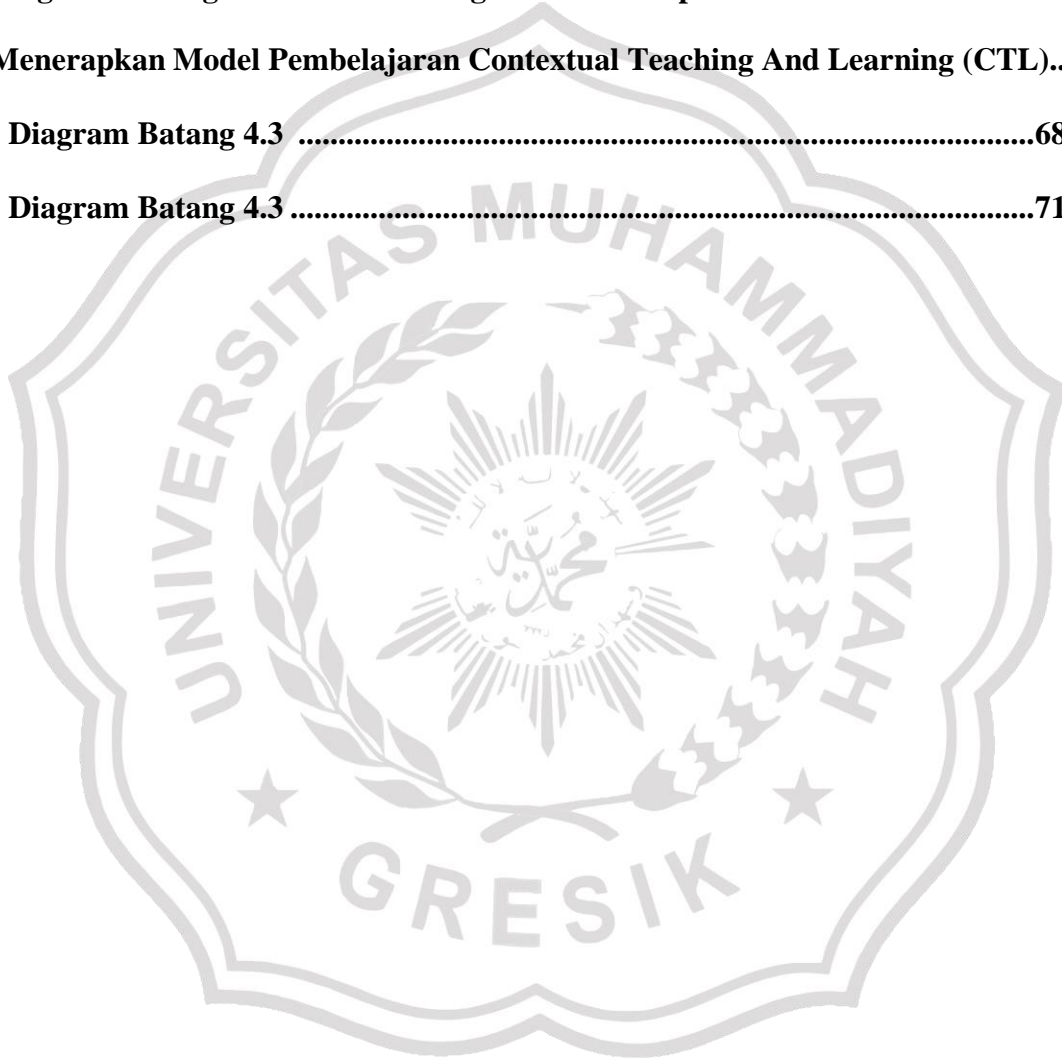 Menerapkan Model Pembelajaran Contextual Teaching And Learning (CTL)..
Diagram Batang 4.3 ............................................................................................68
Diagram Batang 4.3 .............................................................................................71
UNIVERSITAS MUHAMMADIYAH
GRESIK